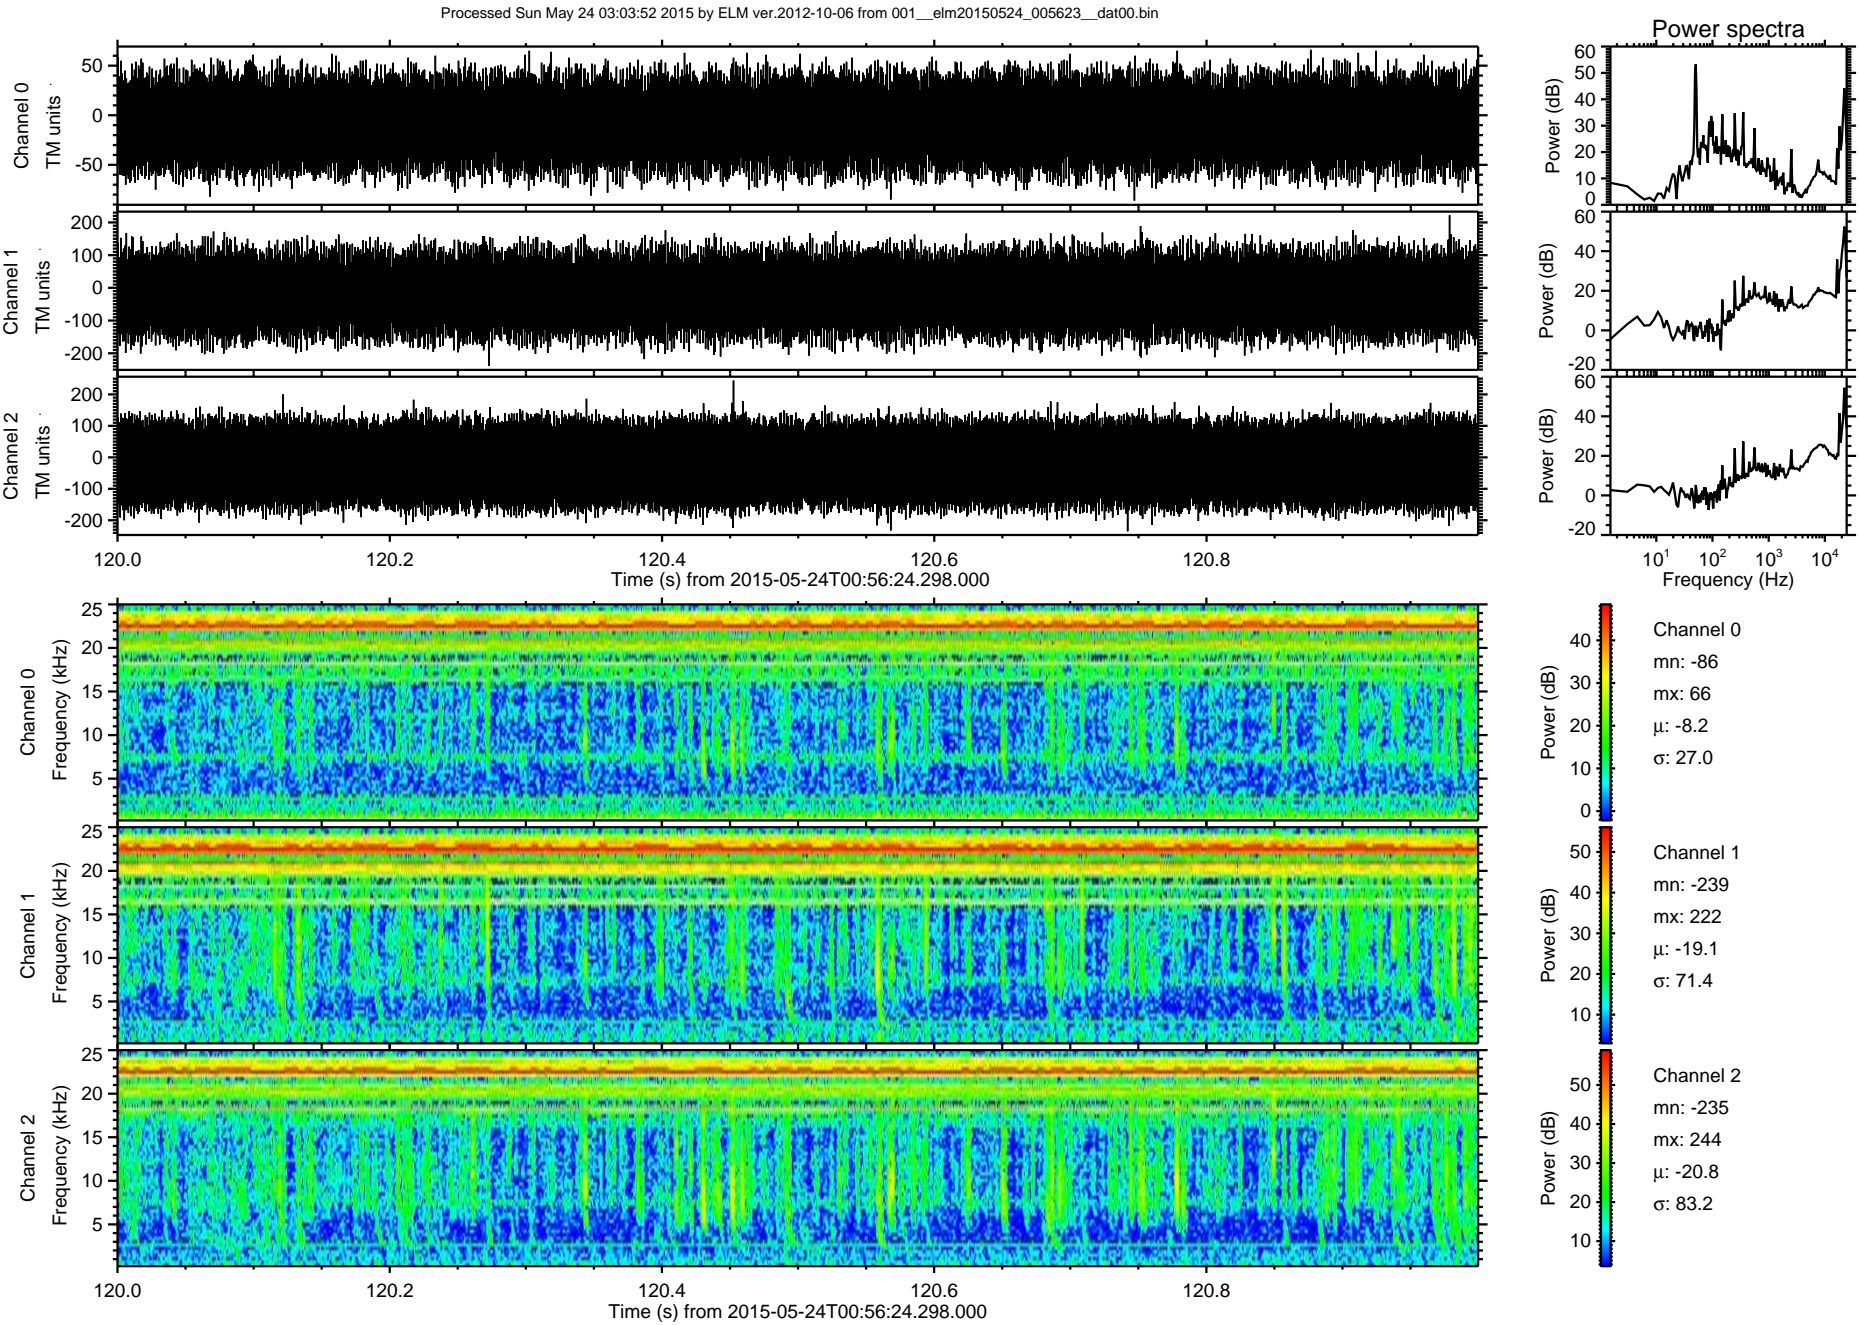 Processed Sun May 24 03:03:52 2015 by ELM ver.2012-10-06 from 001__elm20150524_005623__dat00.bin
Power spectra
Channel 0
TM units
50
0
-50
Power (dB)
60
50
40
30
20
10
0
Channel 1
TM units
200
100
0
-100
-200
Power (dB)
60
40
20
0
-20
Channel 2
TM units
200
100
0
-100
-200
Power (dB)
60
40
20
0
-20
120.0 120.2 120.4 120.6 120.8
Time (s) from 2015-05-24T00:56:24.298.000
10¹ 10² 10³ 10⁴
Frequency (Hz)
Channel 0
Frequency (kHz)
25
20
15
10
5
Power (dB)
40
30
20
10
0
Channel 0
mn: -86
mx: 66
μ: -8.2
σ: 27.0
Channel 1
Frequency (kHz)
25
20
15
10
5
Power (dB)
50
40
30
20
10
Channel 1
mn: -239
mx: 222
μ: -19.1
σ: 71.4
Channel 2
Frequency (kHz)
25
20
15
10
5
Power (dB)
50
40
30
20
10
Channel 2
mn: -235
mx: 244
μ: -20.8
σ: 83.2
120.0 120.2 120.4 120.6 120.8
Time (s) from 2015-05-24T00:56:24.298.000